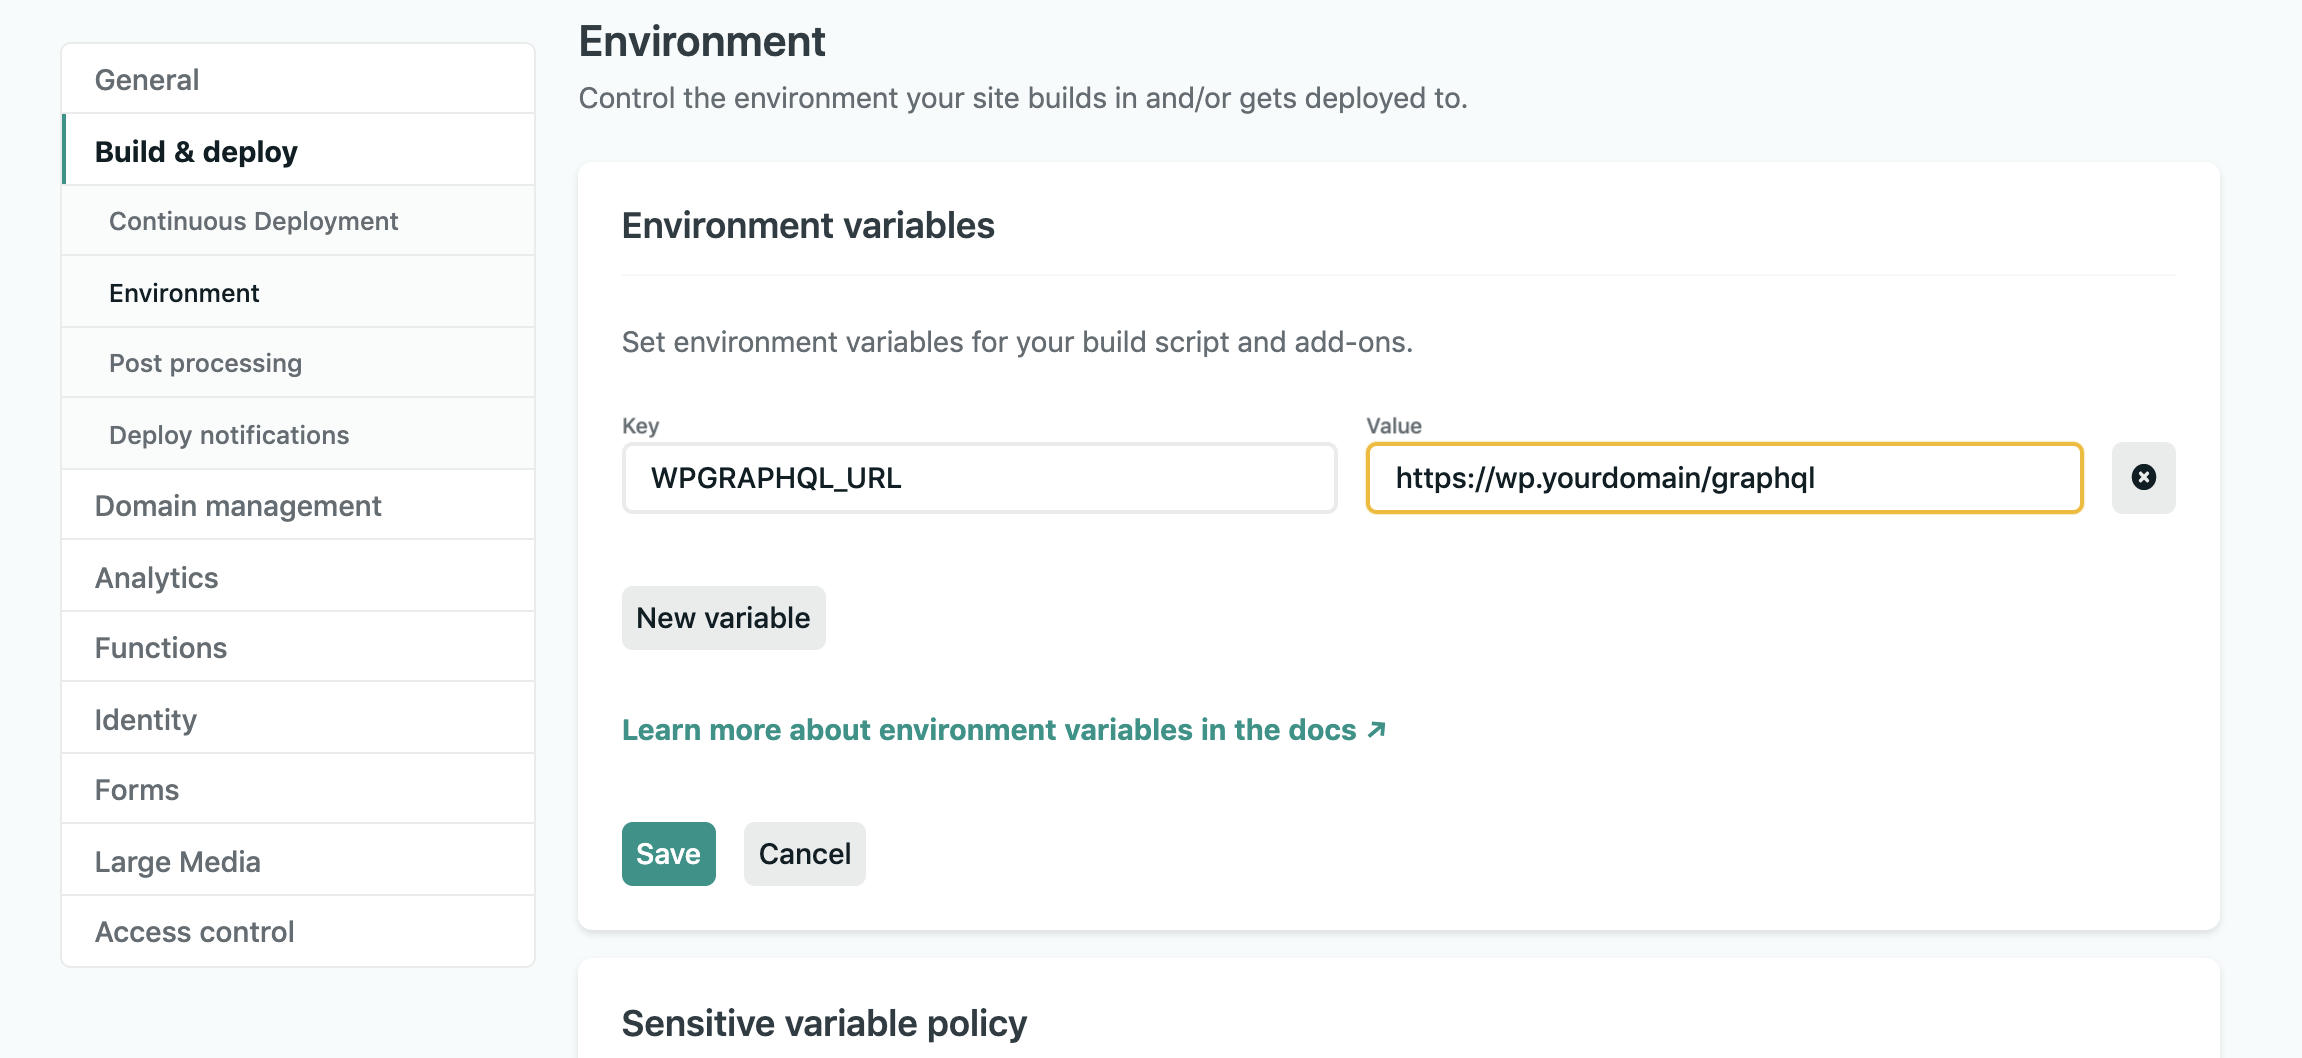 General
Build & deploy
Continuous Deployment
Environment
Post processing
Deploy notifications
Domain management
Analytics
Functions
Identity
Forms
Large Media
Access control
Environment
Control the environment your site builds in and/or gets deployed to.
Environment variables
Set environment variables for your build script and add-ons.
Key
Value
WPGRAPHQL_URL
https://wp.yourdomain/graphql
New variable
Learn more about environment variables in the docs ↗
Save
Cancel
Sensitive variable policy